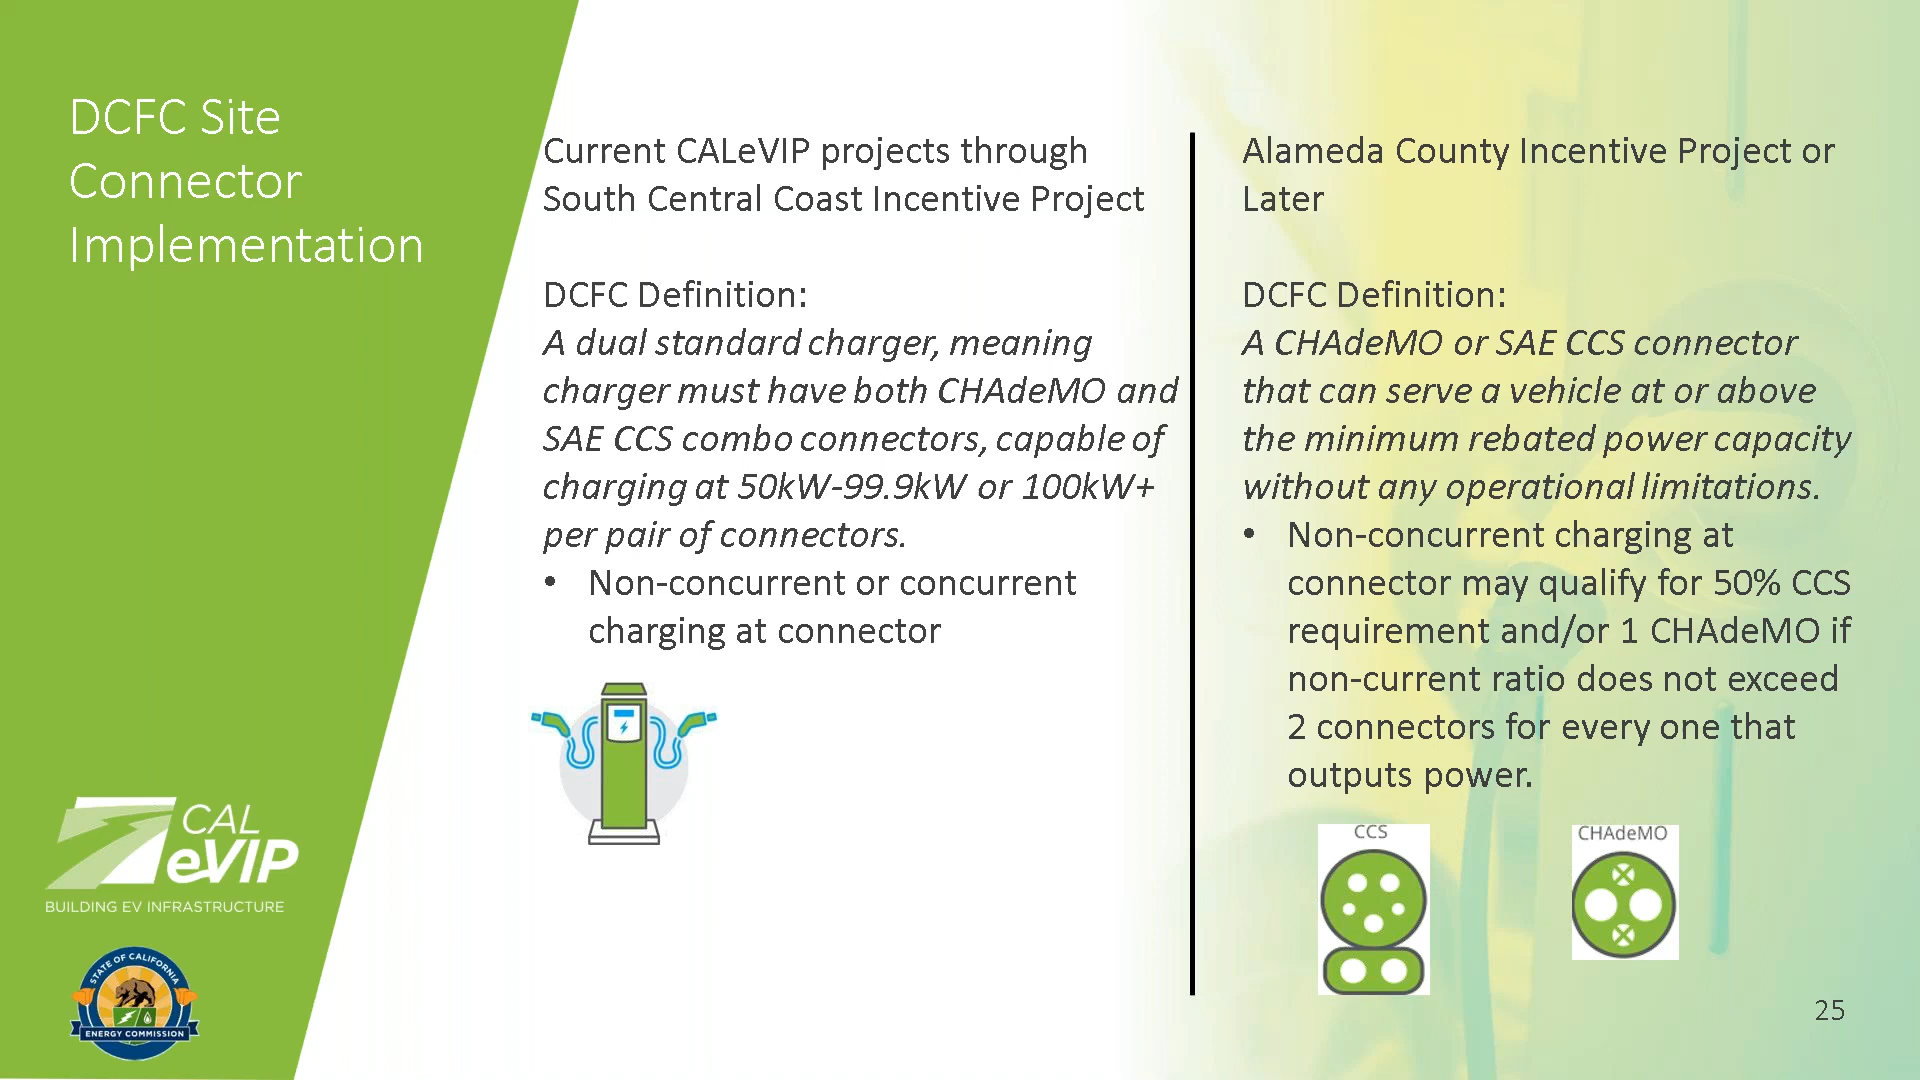 DCFC Site
Connector
Implementation
Current CALeVIP projects through
South Central Coast Incentive Project
DCFC Definition:
A dual standard charger, meaning
charger must have both CHAdeMO and
SAE CCS combo connectors, capable of
charging at 50kW-99.9kW or 100kW+
per pair of connectors.
• Non-concurrent or concurrent
charging at connector
Alameda County Incentive Project or
Later
DCFC Definition:
A CHAdeMO or SAE CCS connector
that can serve a vehicle at or above
the minimum rebated power capacity
without any operational limitations.
• Non-concurrent charging at
connector may qualify for 50% CCS
requirement and/or 1 CHAdeMO if
non-current ratio does not exceed
2 connectors for every one that
outputs power.
CCS
CHAdeMO
CAL
eVIP
BUILDING EV INFRASTRUCTURE
STATE OF CALIFORNIA
ENERGY COMMISSION
25